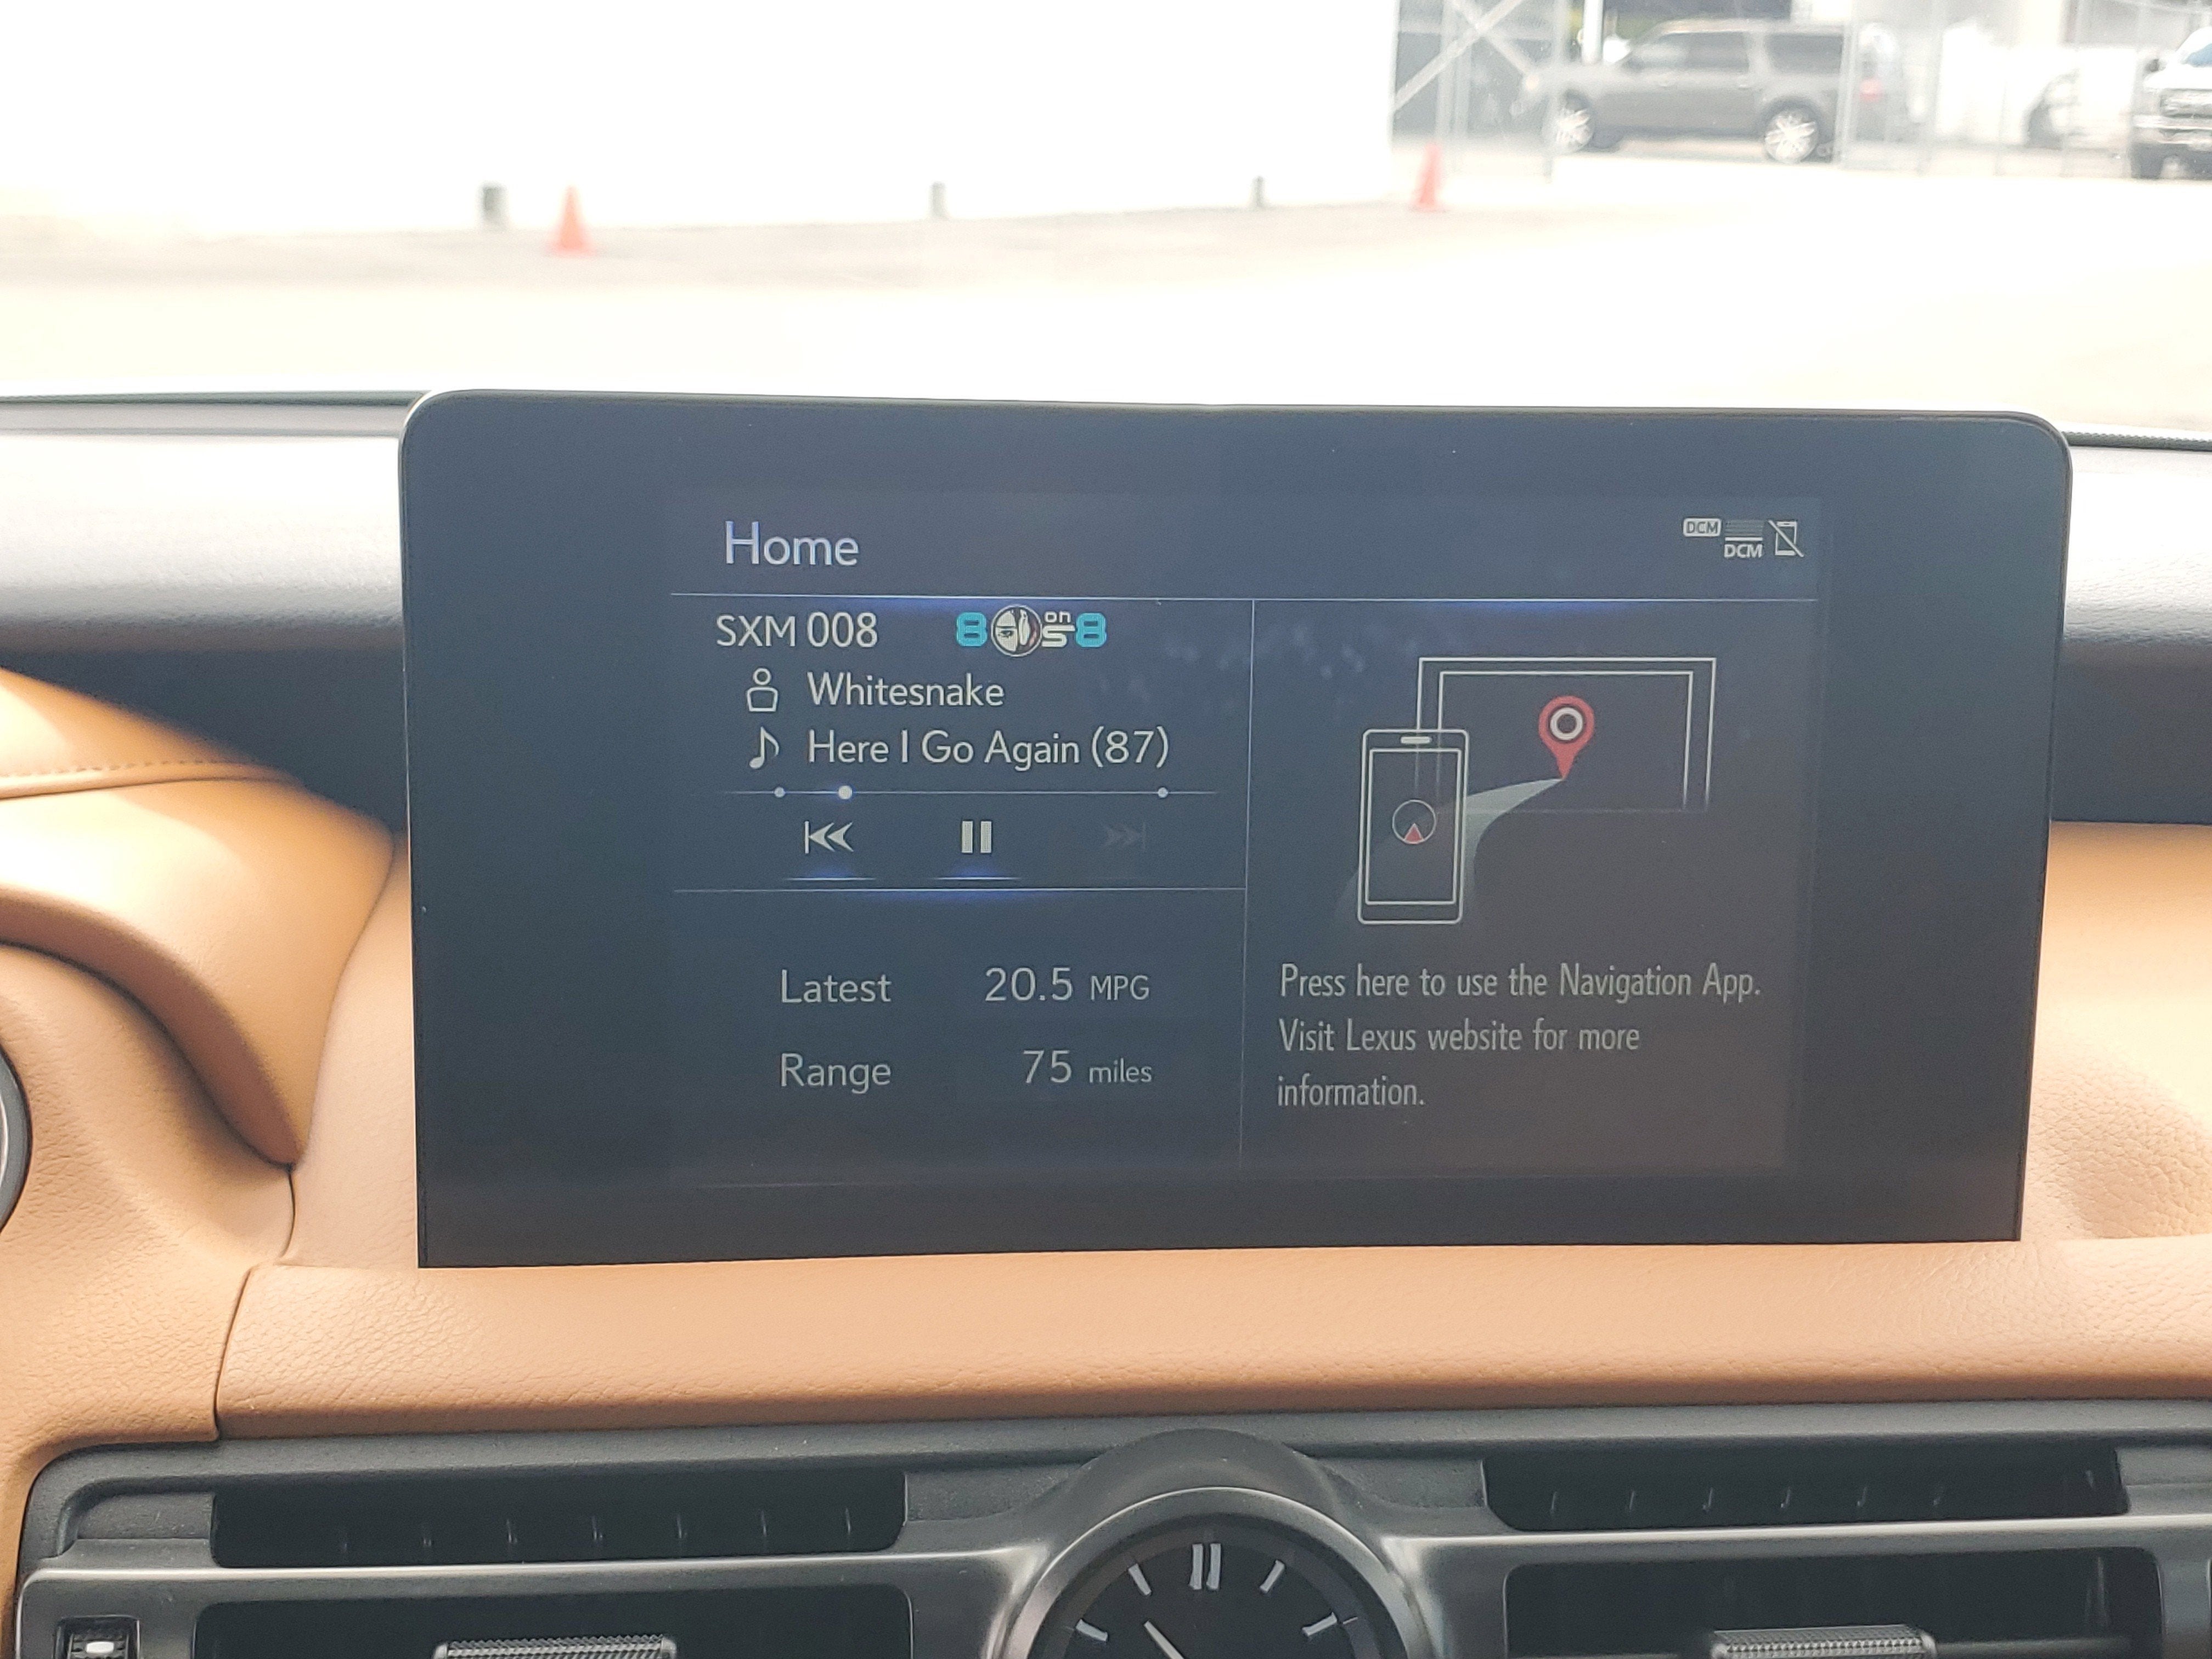 Home
DCM
DCM
SXM 008
80s on 8
Whitesnake
Here I Go Again (87)
Latest 20.5 MPG
Range 75 miles
Press here to use the Navigation App.
Visit Lexus website for more
information.